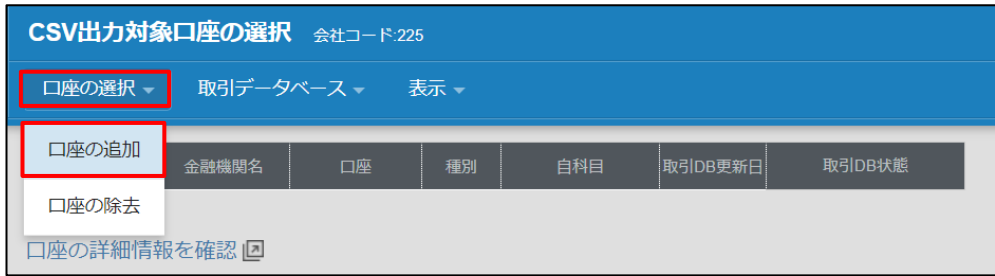 CSV出力対象口座の選択 会社コード:225
口座の選択 取引データベース 表示
口座の追加
金融機関名 口座 種別 自科目 取引DB更新日 取引DB状態
口座の除去
口座の詳細情報を確認